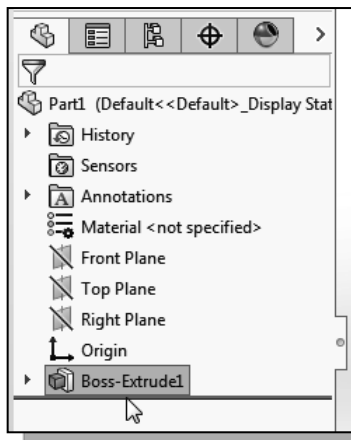 Part1 (Default<<Default>_Display Stat
History
Sensors
A Annotations
Material <not specified>
Front Plane
Top Plane
Right Plane
Origin
Boss-Extrude1